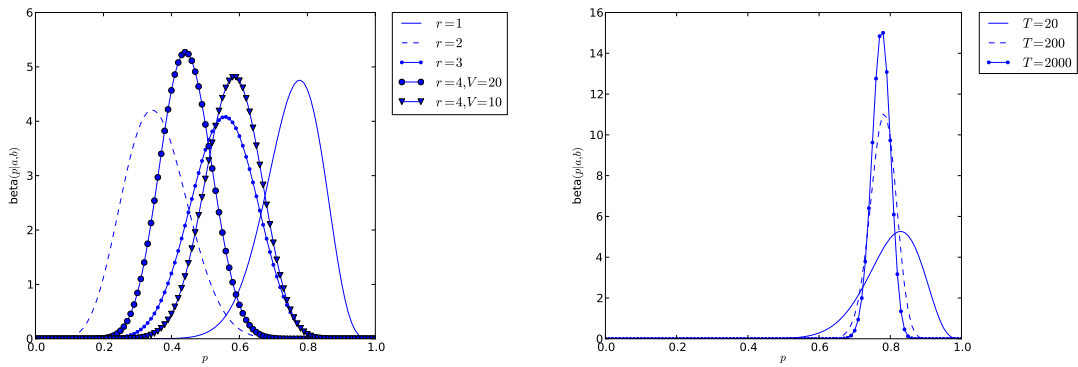 6
5
4
3
2
1
0
0.0 0.2 0.4 0.6 0.8 1.0
p
beta(p|a,b)
r=1
r=2
r=3
r=4,V=20
r=4,V=10
16
14
12
10
8
6
4
2
0
0.0 0.2 0.4 0.6 0.8 1.0
p
beta(p|a,b)
T=20
T=200
T=2000